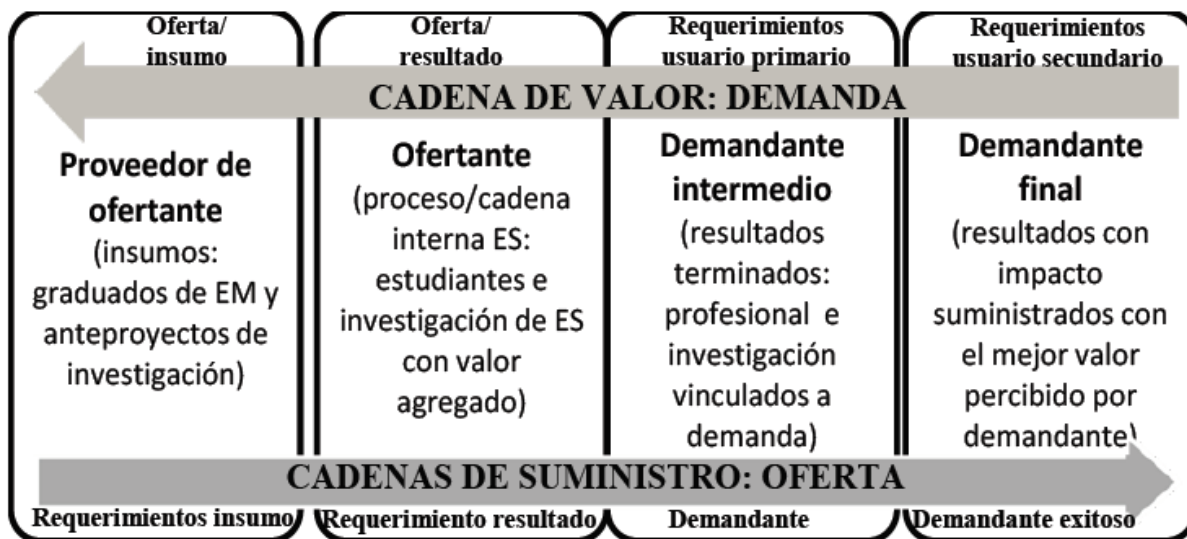 Oferta/
insumo
Oferta/
resultado
Requerimientos
usuario primario
Requerimientos
usuario secundario
CADENA DE VALOR: DEMANDA
Proveedor de
ofertante
(insumos:
graduados de EM y
anteproyectos de
investigación)
Ofertante
(proceso/cadena
interna ES:
estudiantes e
investigación de ES
con valor
agregado)
Demandante
intermedio
(resultados
terminados:
profesional e
investigación
vinculados a
demanda)
Demandante
final
(resultados con
impacto
suministrados con
el mejor valor
percibido por
demandante)
CADENAS DE SUMINISTRO: OFERTA
Requerimientos insumo
Requerimiento resultado
Demandante
Demandante exitoso